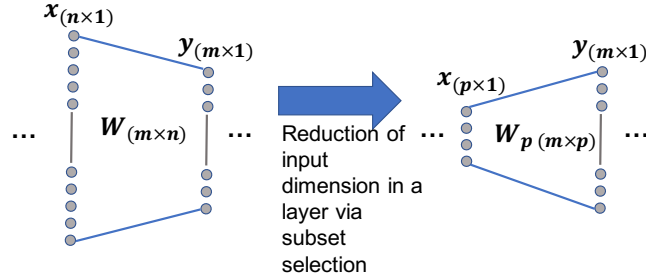 x(n×1)
y(m×1)
... W(m×n) ...
Reduction of
input
dimension in a
layer via
subset
selection
y(m×1)
x(p×1)
... Wp (m×p) ...